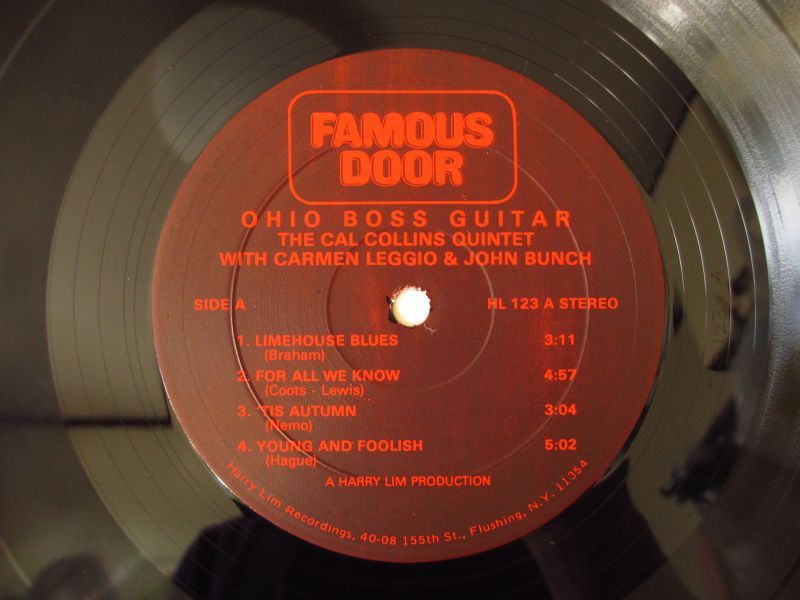 FAMOUS
DOOR
OHIO BOSS GUITAR
THE CAL COLLINS QUINTET
WITH CARMEN LEGGIO & JOHN BUNCH
SIDE A HL 123 A STEREO
1. LIMEHOUSE BLUES 3:11
(Braham)
2. FOR ALL WE KNOW 4:57
(Coots - Lewis)
3. 'TIS AUTUMN 3:04
(Nemo)
4. YOUNG AND FOOLISH 5:02
(Hague)
A HARRY LIM PRODUCTION
Harry Lim Recordings, 40-08 155th St., Flushing, N.Y. 11354